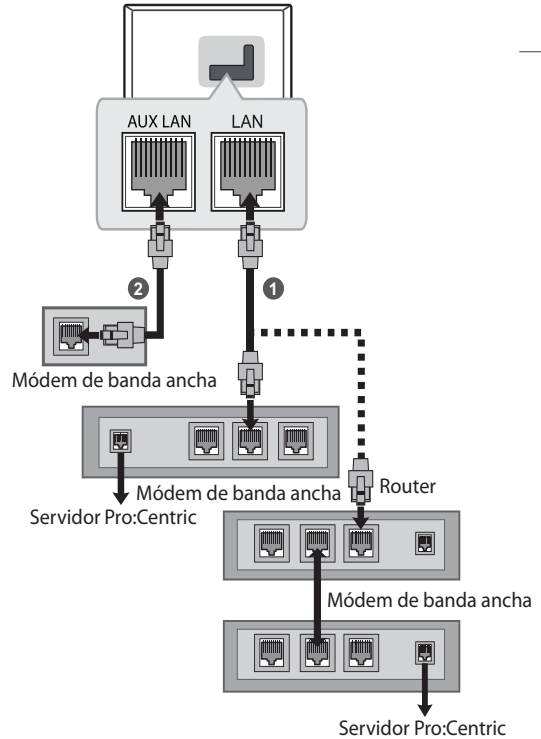 AUX LAN
LAN
2
1
Módem de banda ancha
Módem de banda ancha
Router
Servidor Pro:Centric
Módem de banda ancha
Servidor Pro:Centric